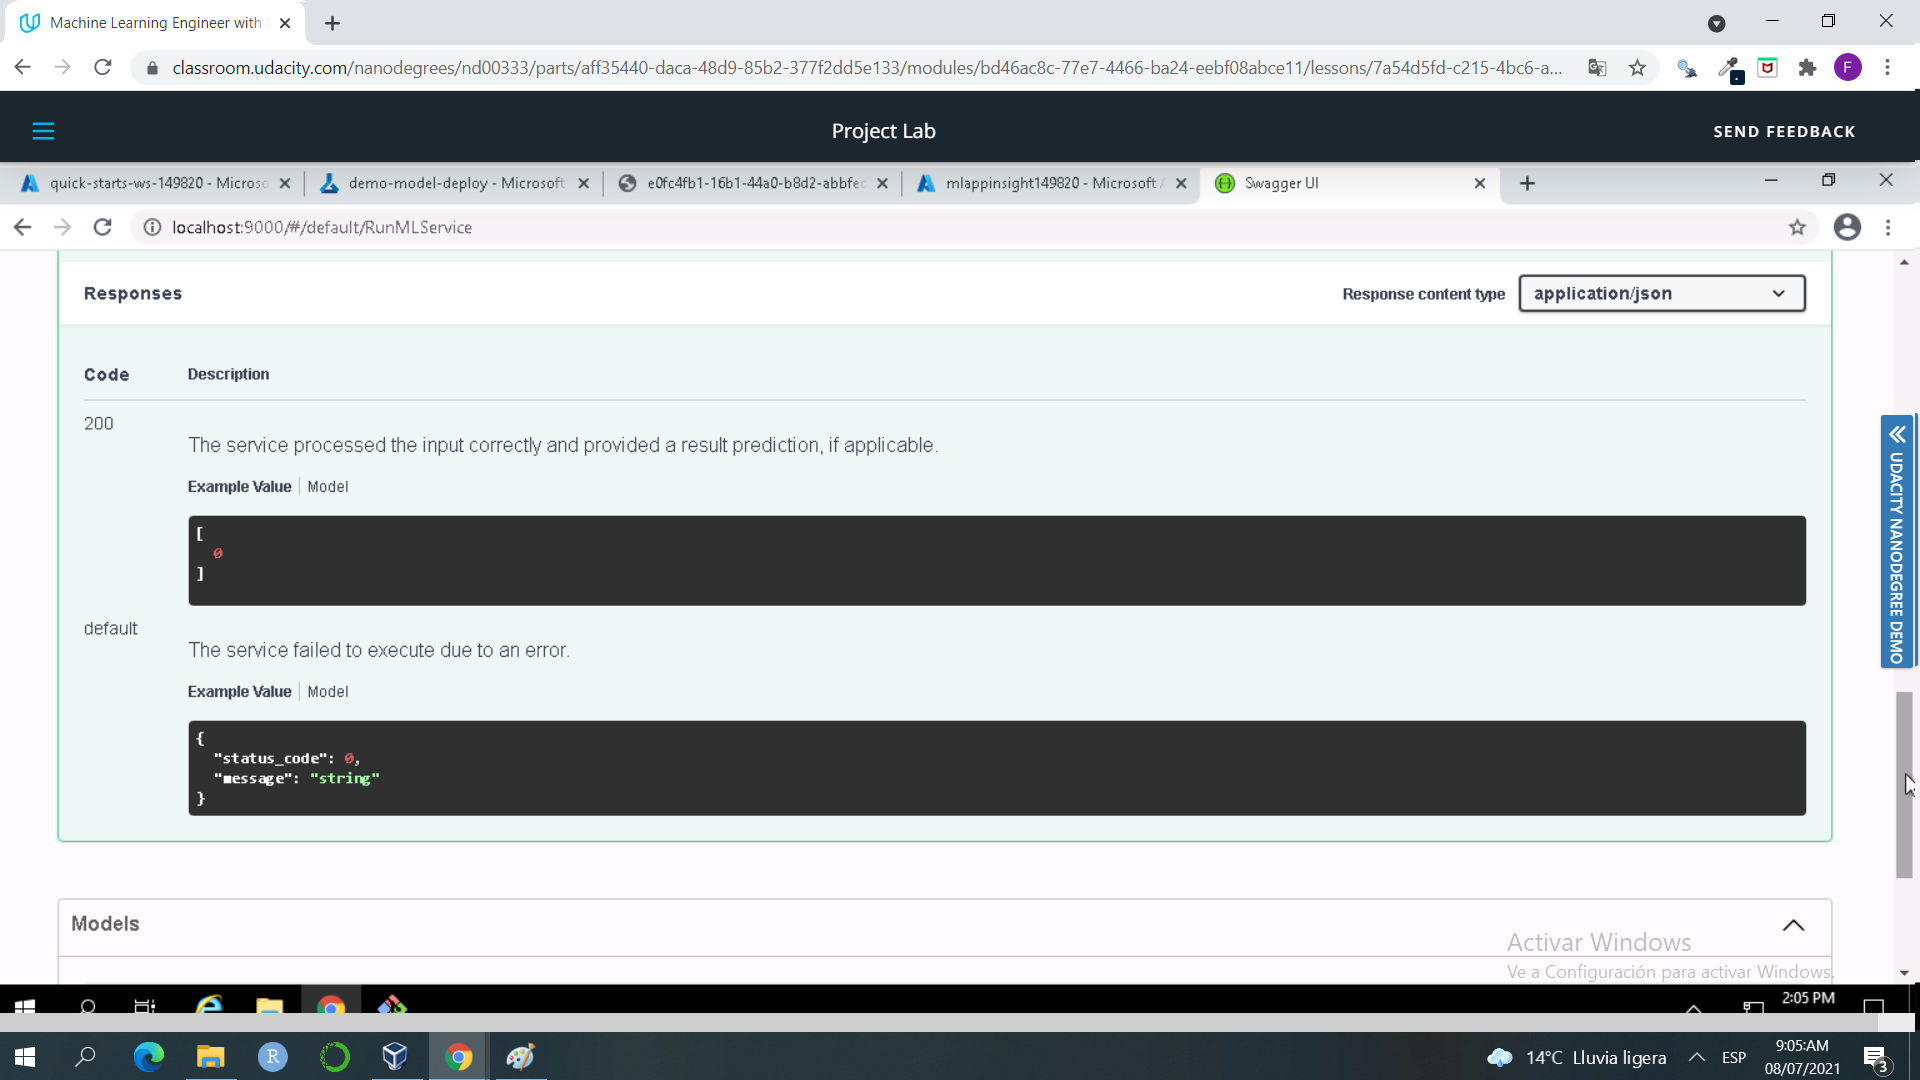 Machine Learning Engineer with
classroom.udacity.com/nanodegrees/nd00333/parts/aff35440-daca-48d9-85b2-377f2dd5e133/modules/bd46ac8c-77e7-4466-ba24-eebf08abce11/lessons/7a54d5fd-c215-4bc6-a...
F
Project Lab
SEND FEEDBACK
quick-starts-ws-149820 - Microso
demo-model-deploy - Microsoft
e0fc4fb1-16b1-44a0-b8d2-abbfec
mlappinsight149820 - Microsoft A
Swagger UI
localhost:9000/#/default/RunMLService
Responses
Response content type
application/json
Code
Description
200
The service processed the input correctly and provided a result prediction, if applicable.
Example Value
Model
[
0
]
default
The service failed to execute due to an error.
Example Value
Model
{
"status_code": 0,
"message": "string"
}
UDACITY NANODEGREE DEMO
Models
Activar Windows
Ve a Configuración para activar Windows.
2:05 PM
R
14°C Lluvia ligera
ESP
9:05:AM
08/07/2021
3